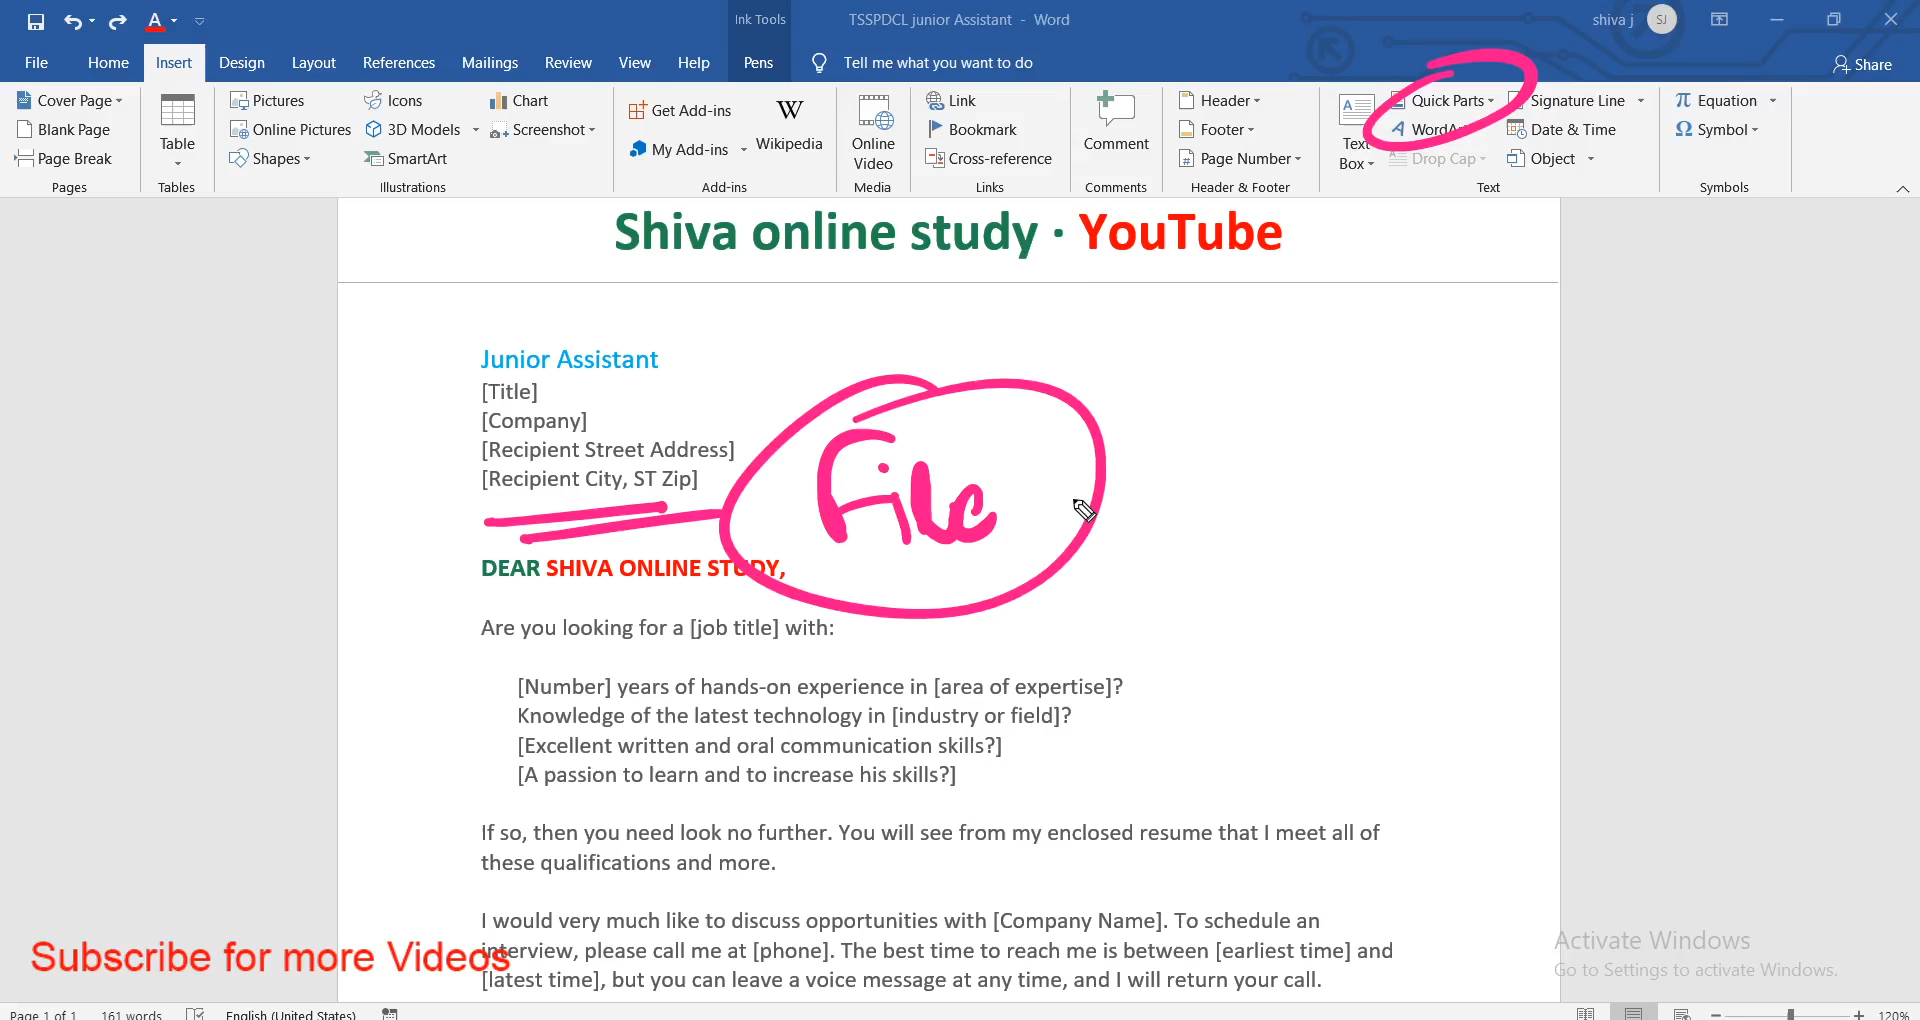 Ink Tools
TSSPDCL junior Assistant - Word
shiva j SJ
File Home Insert Design Layout References Mailings Review View Help Pens Tell me what you want to do Share
Cover Page
Blank Page
Page Break
Pages
Table
Tables
Pictures
Online Pictures
Shapes
Icons
3D Models
SmartArt
Chart
Screenshot
Illustrations
Get Add-ins
My Add-ins
W
Wikipedia
Add-ins
Online Video
Media
Link
Bookmark
Cross-reference
Links
Comment
Comments
Header
Footer
Page Number
Header & Footer
Text Box
Quick Parts
WordArt
Drop Cap
Signature Line
Date & Time
Object
Text
π Equation
Ω Symbol
Symbols
Shiva online study · YouTube
Junior Assistant
[Title]
[Company]
[Recipient Street Address]
[Recipient City, ST Zip]
File
DEAR SHIVA ONLINE STUDY,
Are you looking for a [job title] with:
[Number] years of hands-on experience in [area of expertise]?
Knowledge of the latest technology in [industry or field]?
[Excellent written and oral communication skills?]
[A passion to learn and to increase his skills?]
If so, then you need look no further. You will see from my enclosed resume that I meet all of
these qualifications and more.
I would very much like to discuss opportunities with [Company Name]. To schedule an
interview, please call me at [phone]. The best time to reach me is between [earliest time] and
[latest time], but you can leave a voice message at any time, and I will return your call.
Subscribe for more Videos
Activate Windows
Go to Settings to activate Windows.
Page 1 of 1 161 words English (United States) 120%